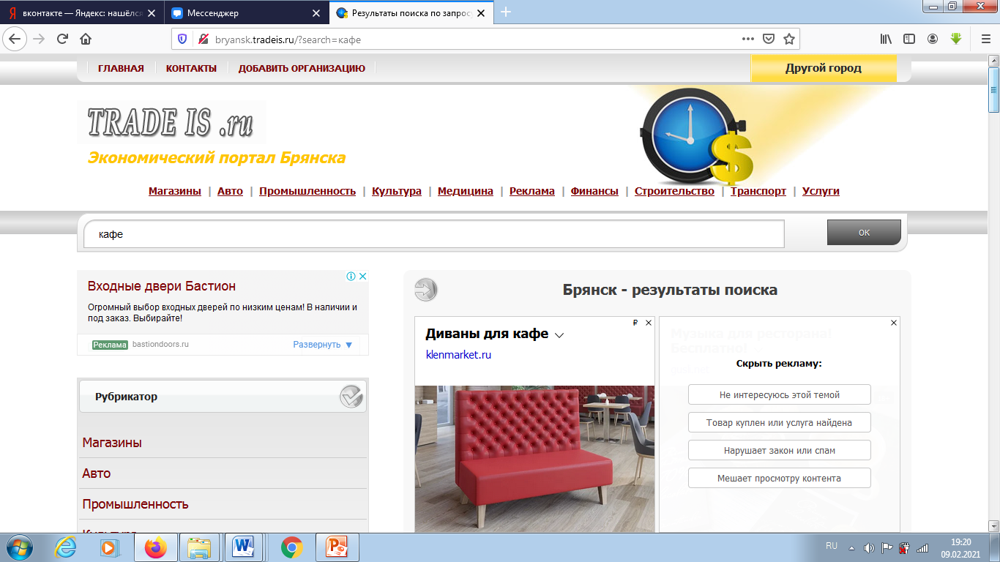 вконтакте — Яндекс: нашёлся
Мессенджер
Результаты поиска по запрос
bryansk.tradeis.ru/?search=кафе
ГЛАВНАЯ
КОНТАКТЫ
ДОБАВИТЬ ОРГАНИЗАЦИЮ
Другой город
TRADE IS .ru
Экономический портал Брянска
Магазины | Авто | Промышленность | Культура | Медицина | Реклама | Финансы | Строительство | Транспорт | Услуги
кафе
ОК
Входные двери Бастион
Огромный выбор входных дверей по низким ценам! В наличии и
под заказ. Выбирайте!
Реклама bastiondoors.ru Развернуть
Рубрикатор
Магазины
Авто
Промышленность
Культура
Брянск - результаты поиска
Диваны для кафе
klenmarket.ru
Музыка для ресторана!
Бесплатно!
Скрыть рекламу:
Не интересуюсь этой темой
Товар куплен или услуга найдена
Нарушает закон или спам
Мешает просмотру контента
RU
19:20
09.02.2021